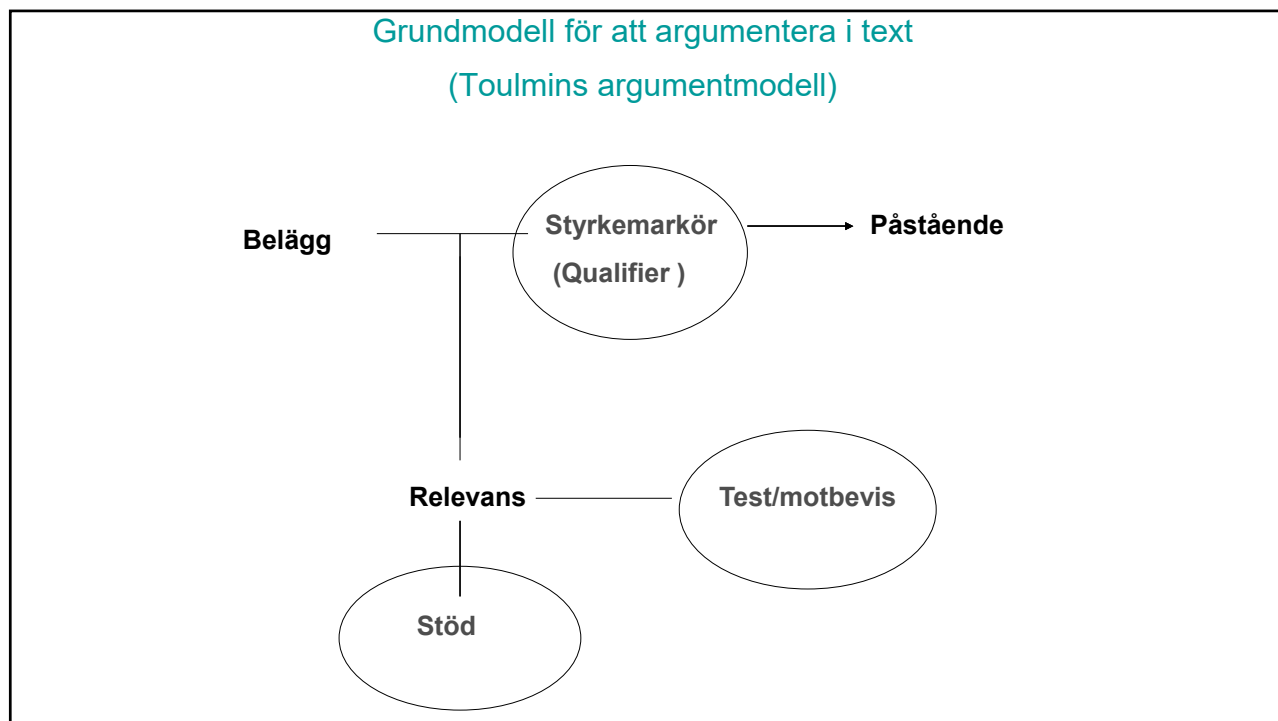 Grundmodell för att argumentera i text
(Toulmins argumentmodell)
Belägg
Styrkemarkör
(Qualifier )
Påstående
Relevans
Test/motbevis
Stöd